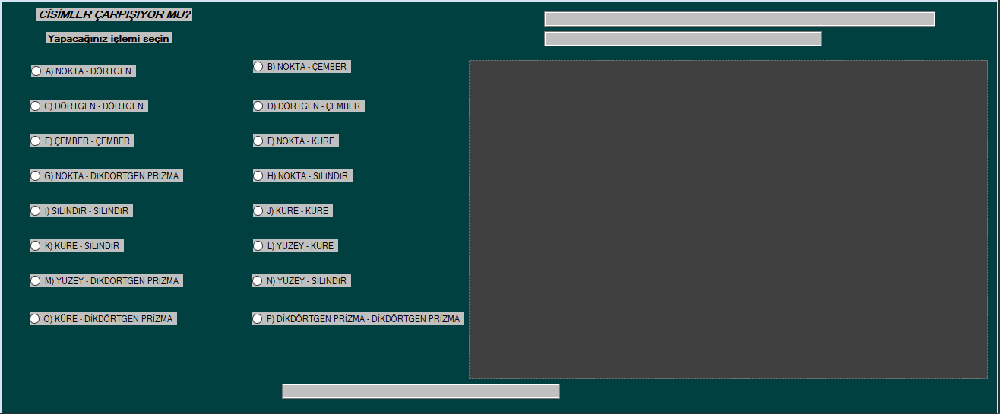 CİSİMLER ÇARPIŞIYOR MU?
Yapacağınız işlemi seçin
A) NOKTA - DÖRTGEN
B) NOKTA - ÇEMBER
C) DÖRTGEN - DÖRTGEN
D) DÖRTGEN - ÇEMBER
E) ÇEMBER - ÇEMBER
F) NOKTA - KÜRE
G) NOKTA - DİKDÖRTGEN PRİZMA
H) NOKTA - SİLİNDİR
İ) SİLİNDİR - SİLİNDİR
J) KÜRE - KÜRE
K) KÜRE - SİLİNDİR
L) YÜZEY - KÜRE
M) YÜZEY - DİKDÖRTGEN PRİZMA
N) YÜZEY - SİLİNDİR
O) KÜRE - DİKDÖRTGEN PRİZMA
P) DİKDÖRTGEN PRİZMA - DİKDÖRTGEN PRİZMA